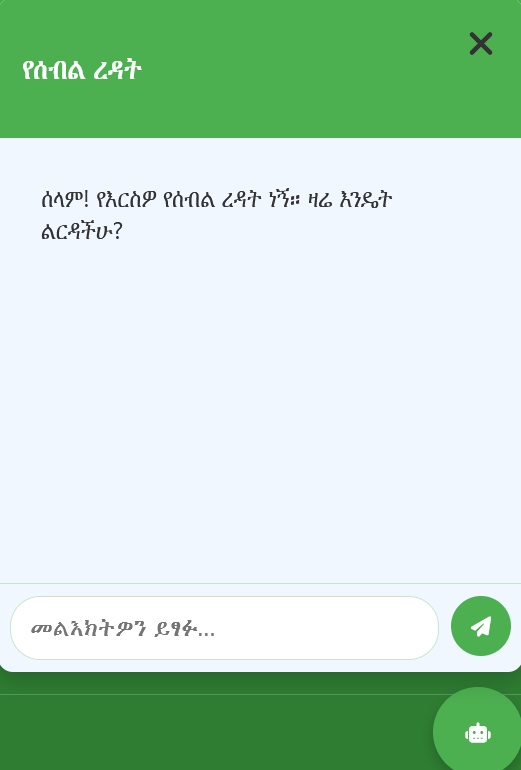 የሰብል ረዳት
ሰላም! የእርስዎ የሰብል ረዳት ነኝ። ዛሬ እንዴት
ልርዳችሁ?
መልእክትዎን ይፃፉ...